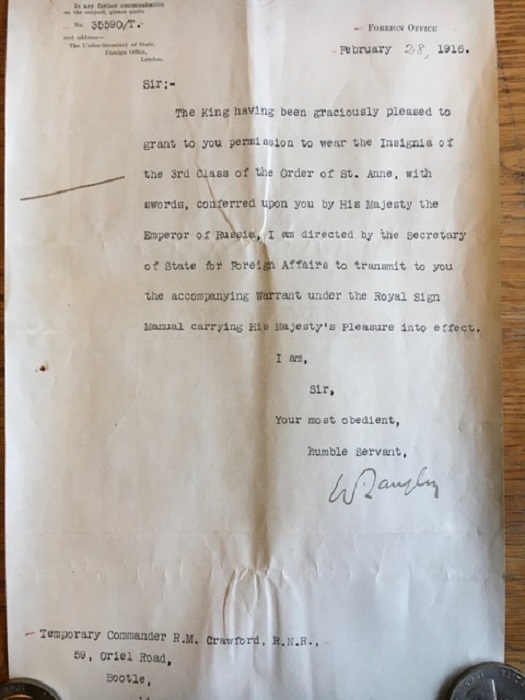 In any further communication
on this subject, please quote
No. 35590/T.
and address—
The Under-Secretary of State,
Foreign Office,
London.
FOREIGN OFFICE
February 28, 1916.
Sir:-
The King having been graciously pleased to
grant to you permission to wear the Insignia of
the 3rd Class of the Order of St. Anne, with
swords, conferred upon you by His Majesty the
Emperor of Russia, I am directed by the Secretary
of State for Foreign Affairs to transmit to you
the accompanying Warrant under the Royal Sign
Manual carrying His Majesty's Pleasure into effect.
I am,
Sir,
Your most obedient,
humble Servant,
Temporary Commander R.M. Crawford, R.N.R.,
59, Oriel Road,
Bootle,